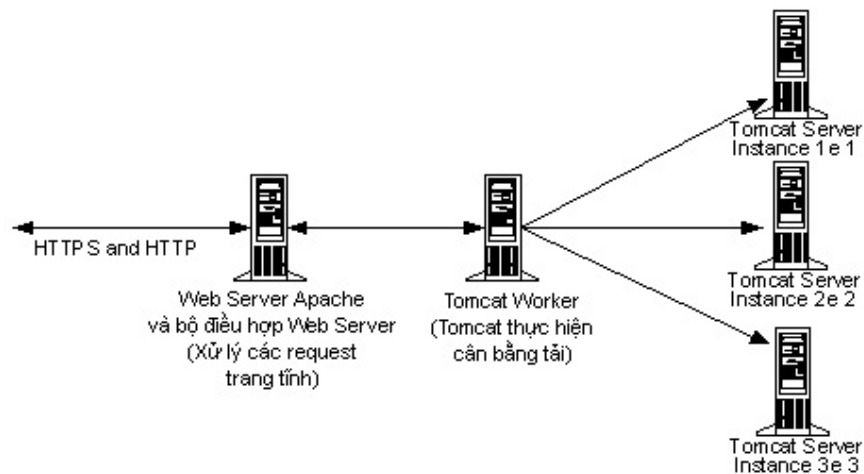 Tomcat Server
Instance 1e 1
HTTPS and HTTP
Web Server Apache
và bộ điều hợp Web Server
(Xử lý các request
trang tĩnh)
Tomcat Worker
(Tomcat thực hiện
cân bằng tải)
Tomcat Server
Instance 2e 2
Tomcat Server
Instance 3e 3